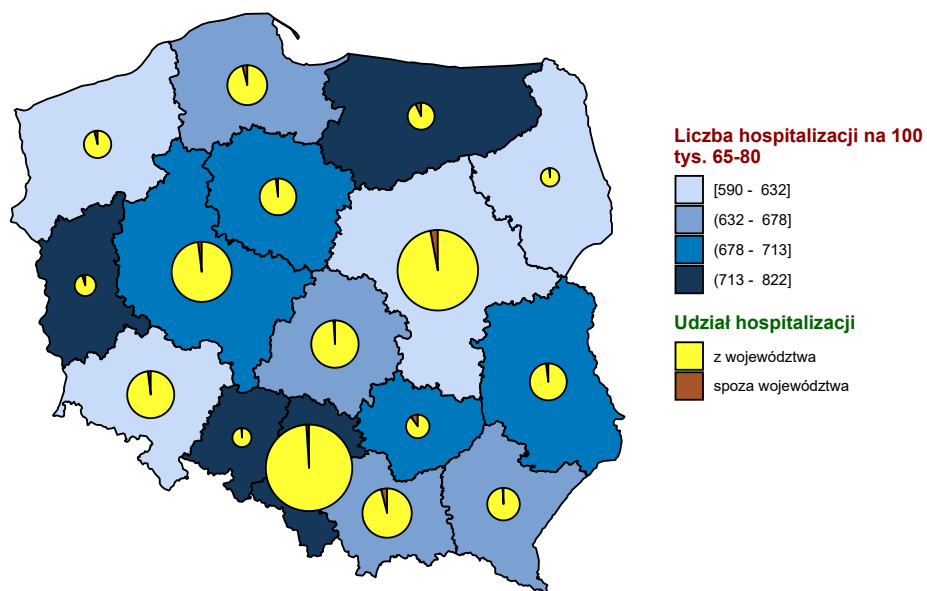 Liczba hospitalizacji na 100
tys. 65-80
[590 - 632]
(632 - 678]
(678 - 713]
(713 - 822]
Udział hospitalizacji
z województwa
spoza województwa